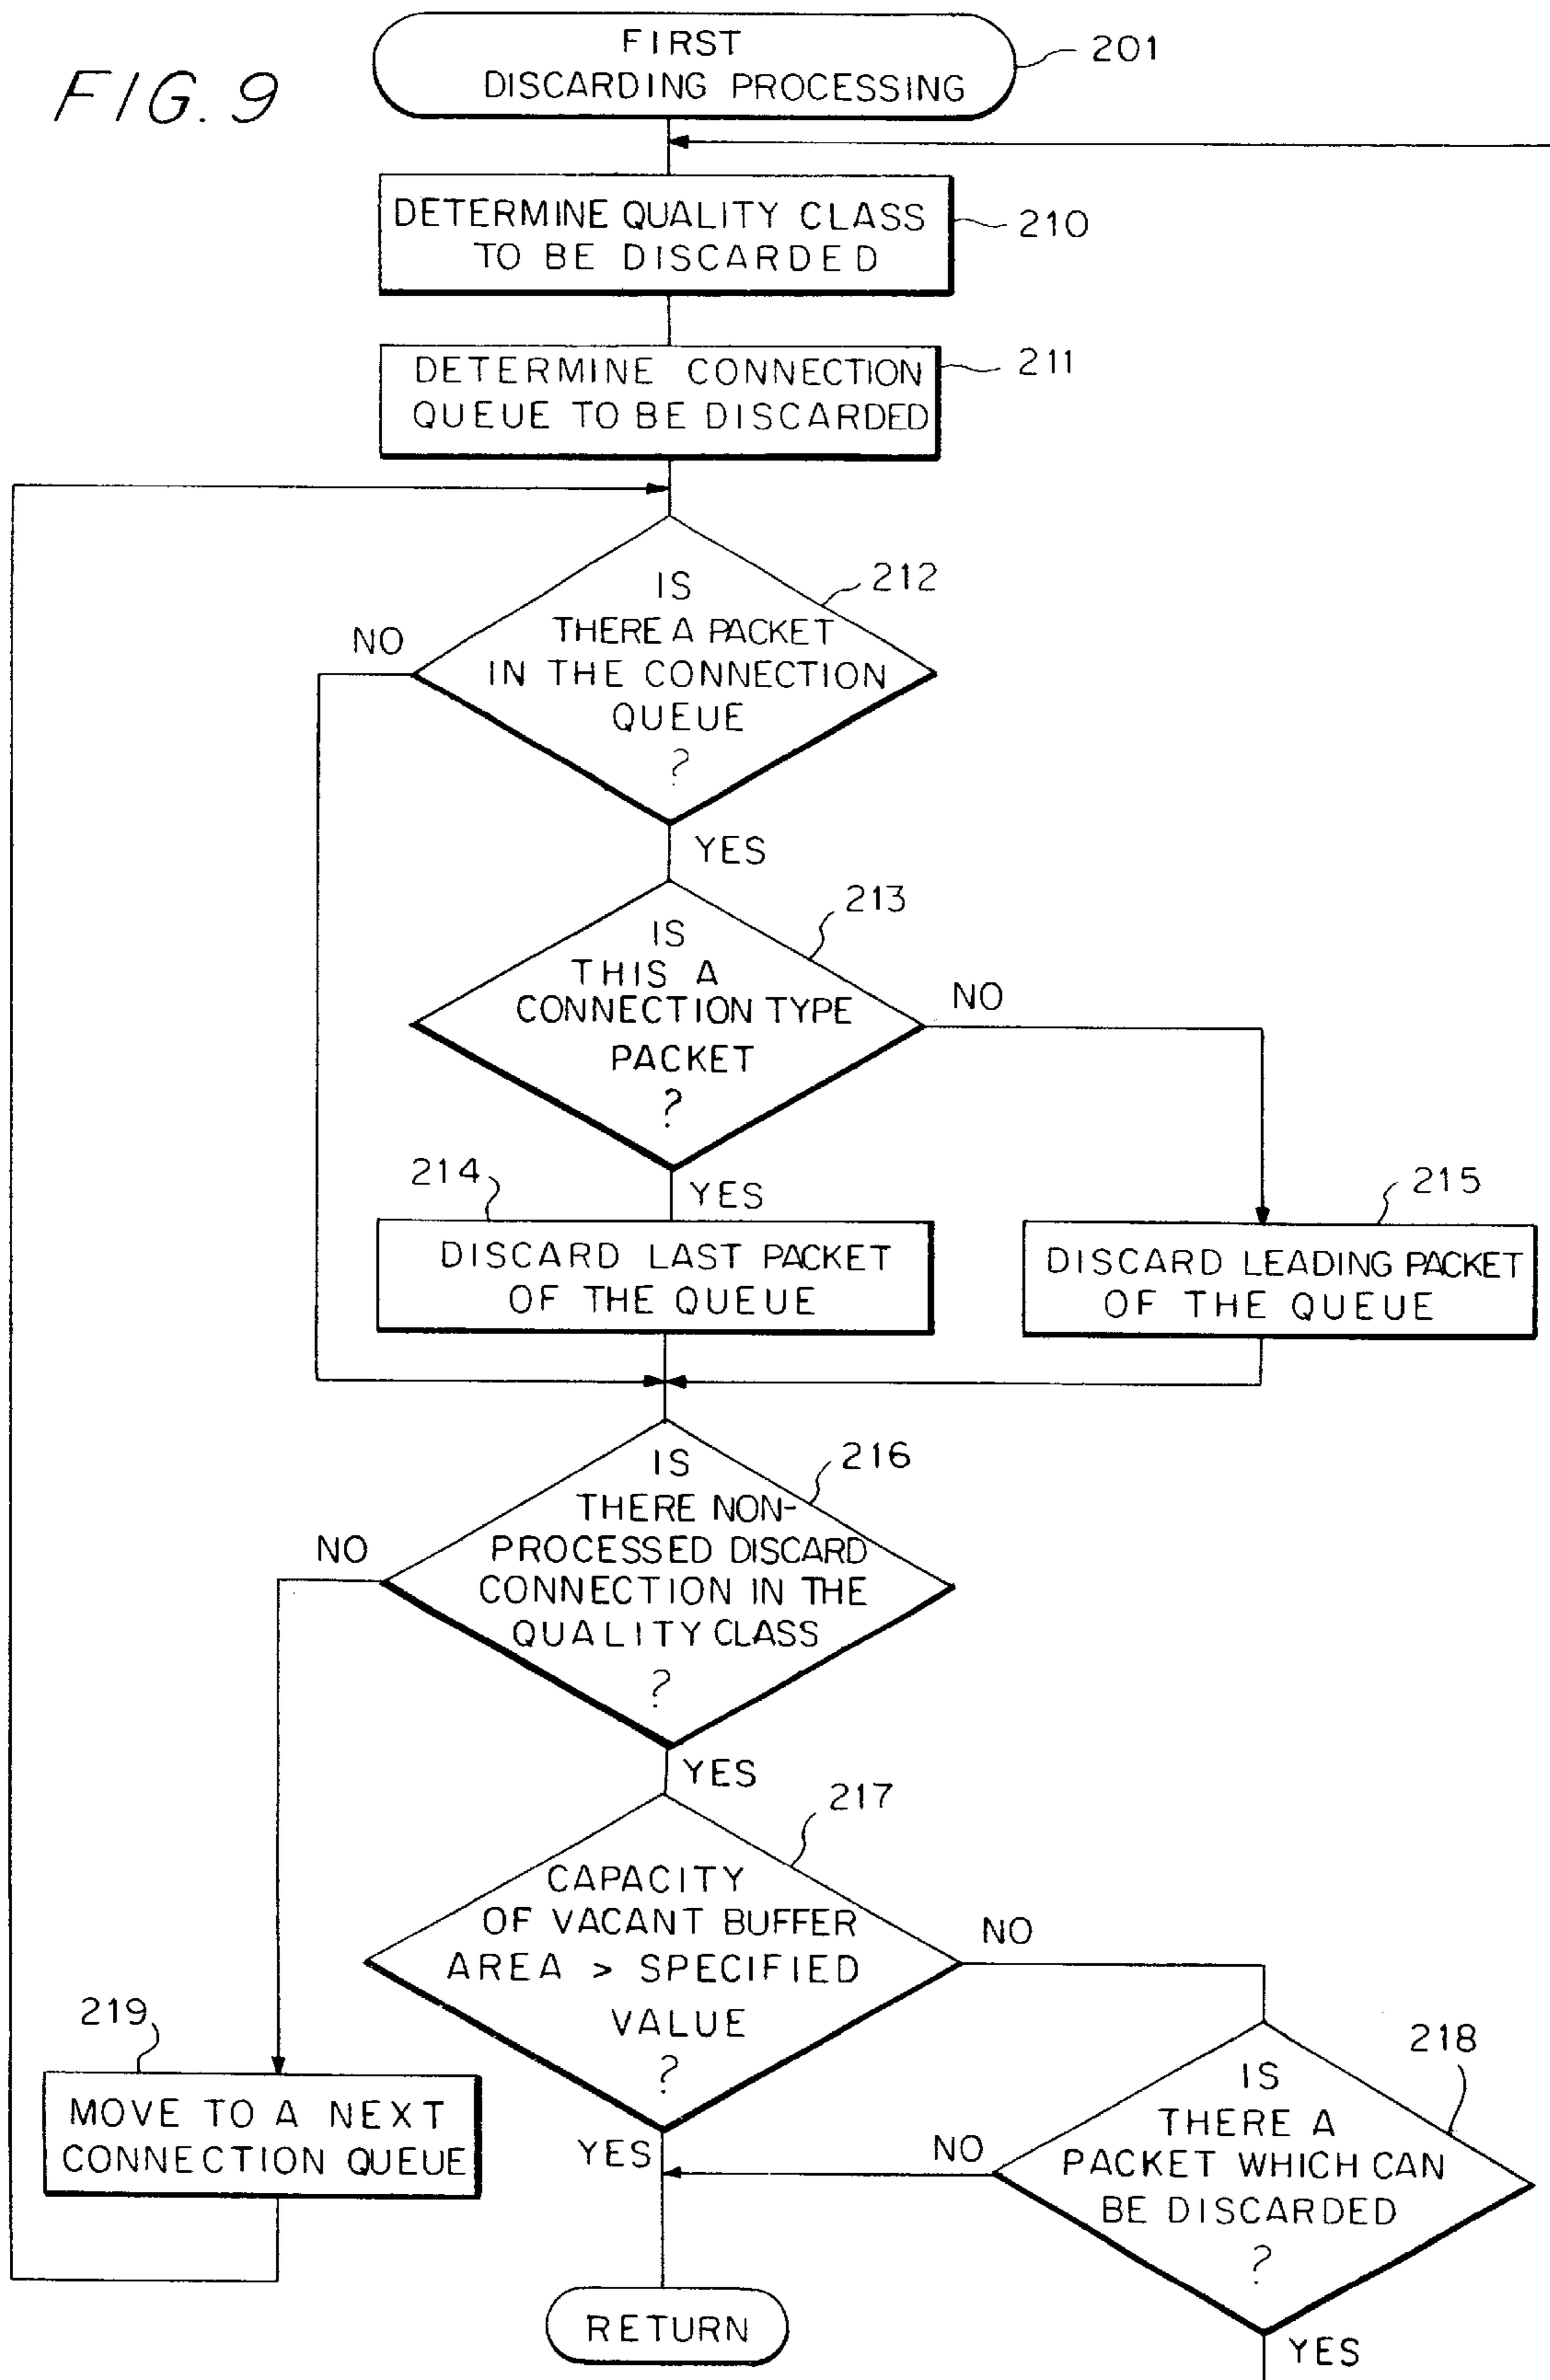 FIG. 9
FIRST
DISCARDING PROCESSING
201
DETERMINE QUALITY CLASS
TO BE DISCARDED
210
DETERMINE CONNECTION
QUEUE TO BE DISCARDED
211
IS
THERE A PACKET
IN THE CONNECTION
QUEUE
?
212
NO
YES
IS
THIS A
CONNECTION TYPE
PACKET
?
213
NO
YES
214
DISCARD LAST PACKET
OF THE QUEUE
215
DISCARD LEADING PACKET
OF THE QUEUE
IS
THERE NON-
PROCESSED DISCARD
CONNECTION IN THE
QUALITY CLASS
?
216
NO
YES
CAPACITY
OF VACANT BUFFER
AREA > SPECIFIED
VALUE
?
217
NO
YES
219
MOVE TO A NEXT
CONNECTION QUEUE
IS
THERE A
PACKET WHICH CAN
BE DISCARDED
?
218
NO
YES
RETURN